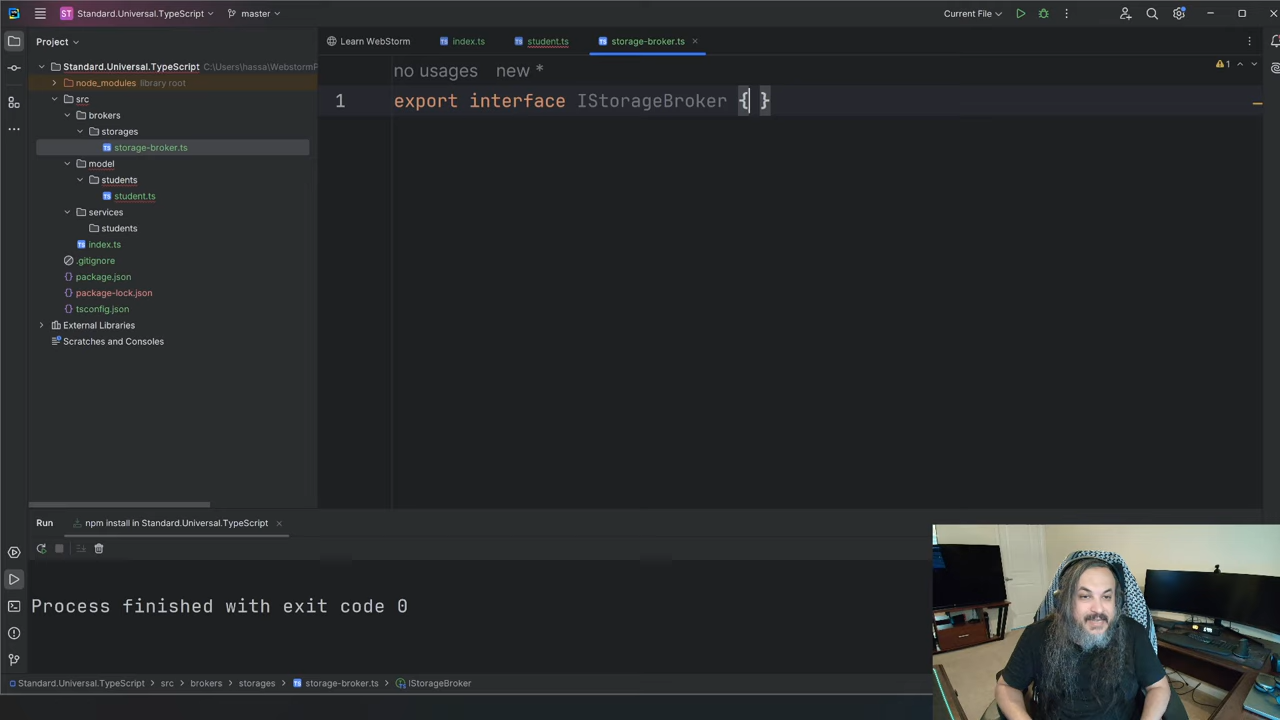 ST Standard.Universal.TypeScript master Current File
Project
Learn WebStorm index.ts student.ts storage-broker.ts
Standard.Universal.TypeScript C:\Users\hassa\WebstormP
node_modules library root
src
brokers
storages
storage-broker.ts
model
students
student.ts
services
students
index.ts
.gitignore
package.json
package-lock.json
tsconfig.json
External Libraries
Scratches and Consoles
no usages new *
1
1 export interface IStorageBroker { }
Run npm install in Standard.Universal.TypeScript
Process finished with exit code 0
Standard.Universal.TypeScript > src > brokers > storages > storage-broker.ts > IStorageBroker